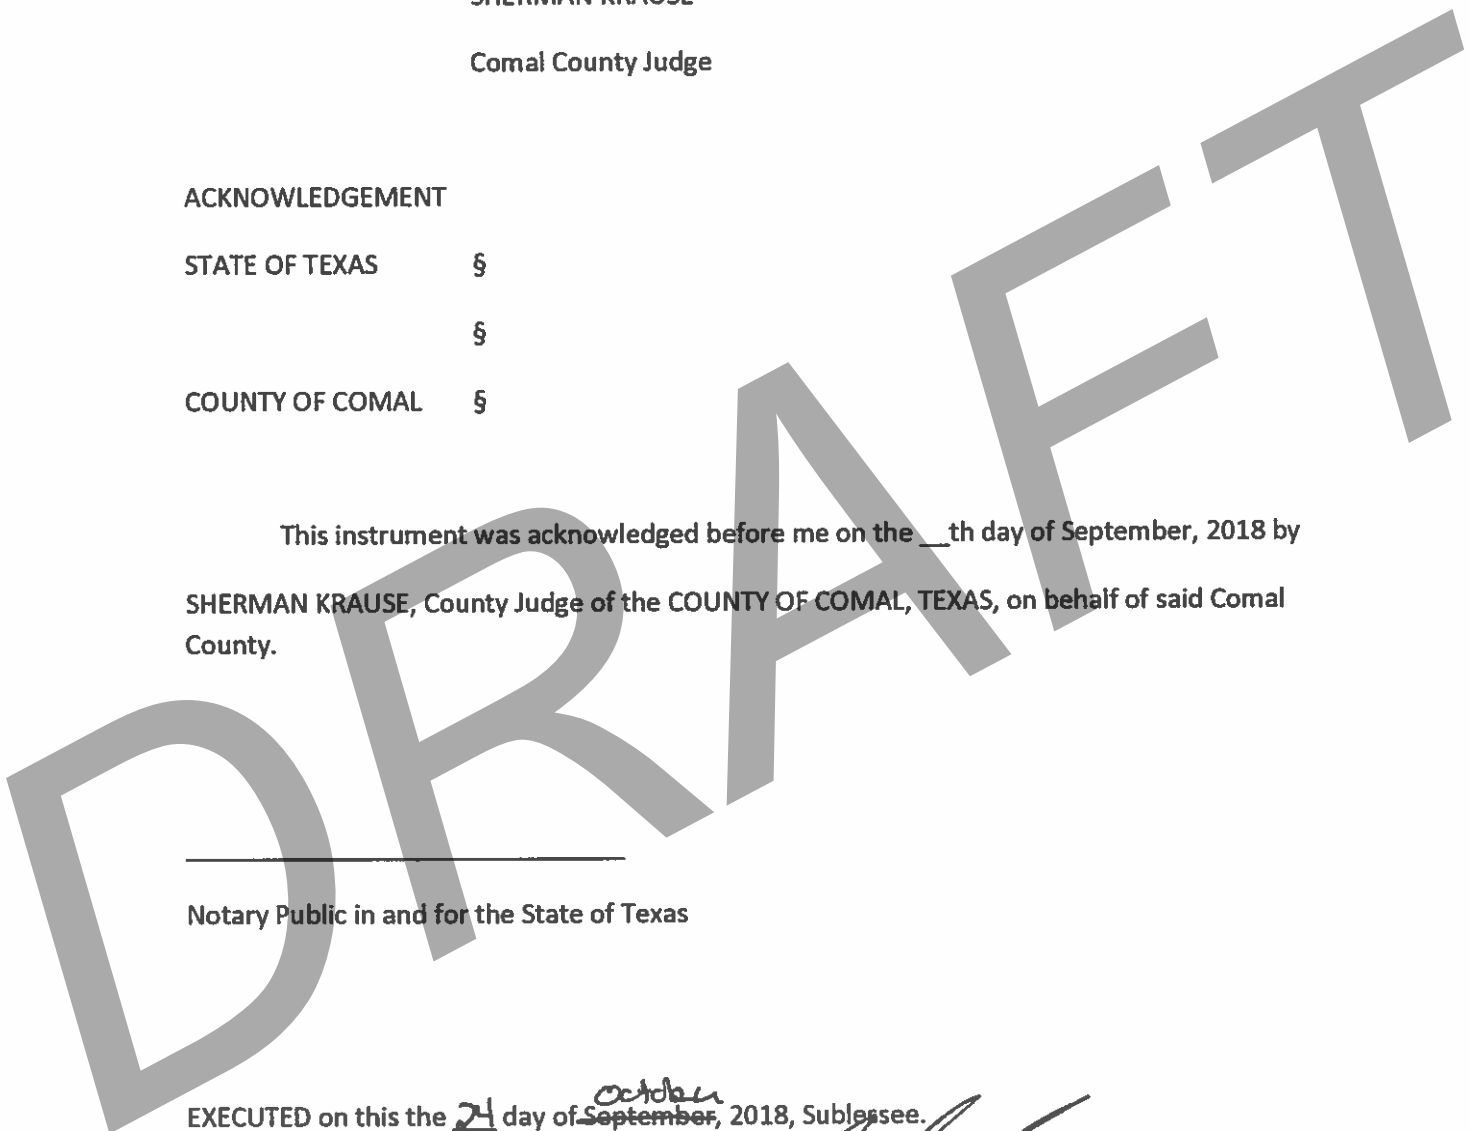 SHERMAN KRAUSE
Comal County Judge
ACKNOWLEDGEMENT
STATE OF TEXAS §
§
COUNTY OF COMAL §
This instrument was acknowledged before me on the __th day of September, 2018 by
SHERMAN KRAUSE, County Judge of the COUNTY OF COMAL, TEXAS, on behalf of said Comal
County.
Notary Public in and for the State of Texas
October
EXECUTED on this the 24 day of September, 2018, Sublessee.
DRAFT